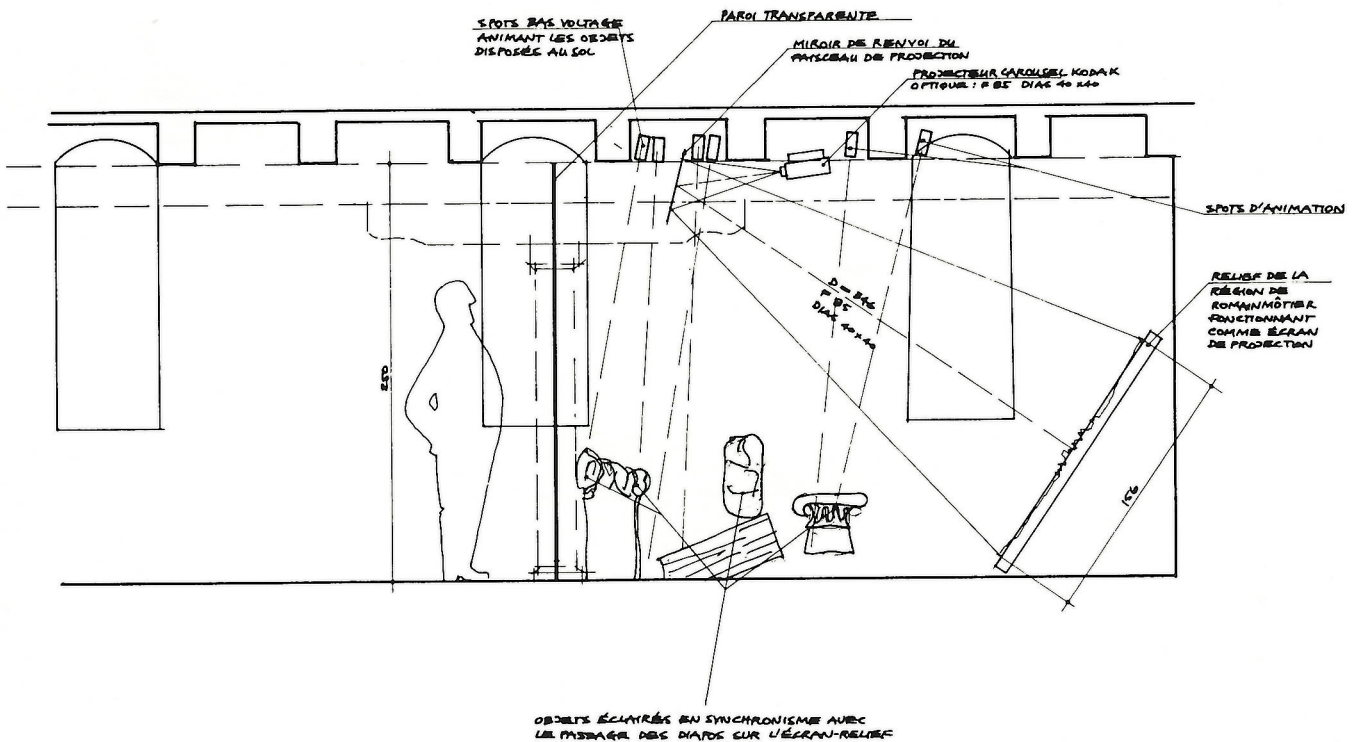 SPOTS BAS VOLTAGE
ANIMANT LES OBJETS
DISPOSÉS AU SOL
PAROI TRANSPARENTE
MIROIR DE RENVOI DU
FAISCEAU DE PROJECTION
PROJECTEUR CAROUSEL KODAK
OPTIQUE : F 85 DIAS 40 x 40
SPOTS D'ANIMATION
RELIEF DE LA
RÉGION DE
ROMAINMÔTIER
FONCTIONNANT
COMME ÉCRAN
DE PROJECTION
D = 346
F 85
DIAS 40 x 40
250
156
OBJETS ÉCLAIRÉS EN SYNCHRONISME AVEC
LE PASSAGE DES DIAPOS SUR L'ÉCRAN-RELIEF